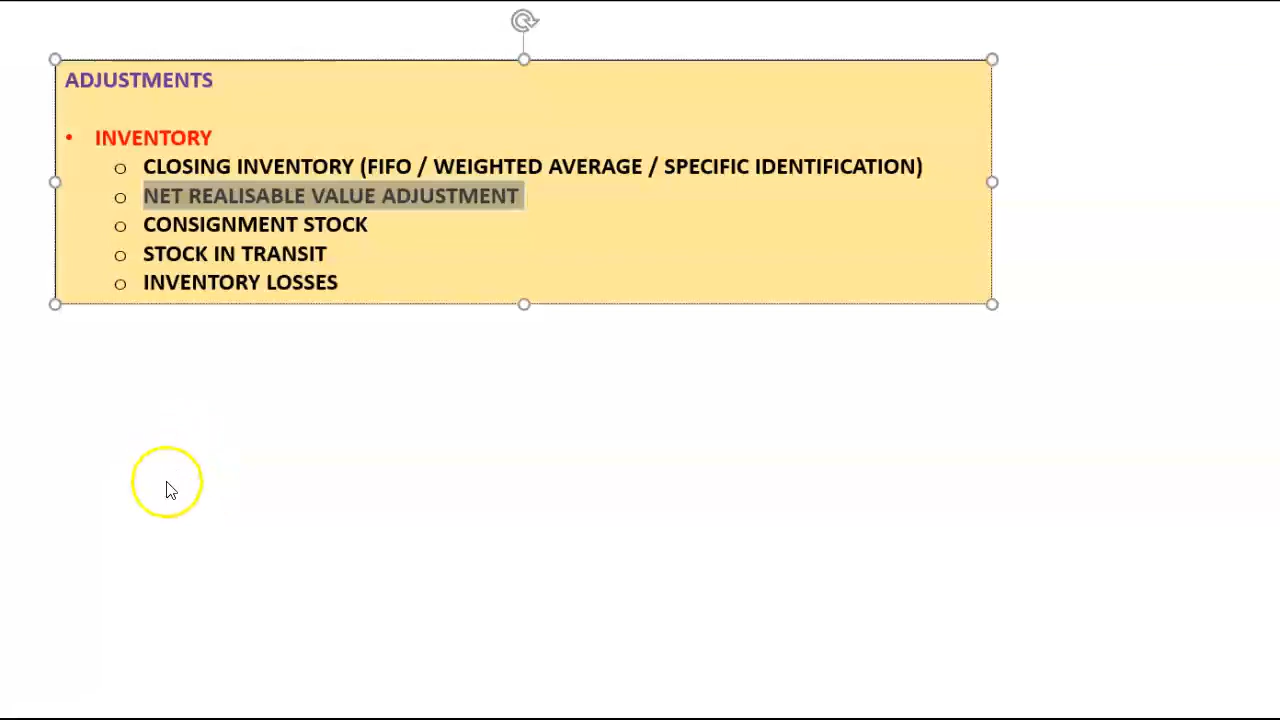 ADJUSTMENTS
• INVENTORY
o CLOSING INVENTORY (FIFO / WEIGHTED AVERAGE / SPECIFIC IDENTIFICATION)
o NET REALISABLE VALUE ADJUSTMENT
o CONSIGNMENT STOCK
o STOCK IN TRANSIT
o INVENTORY LOSSES